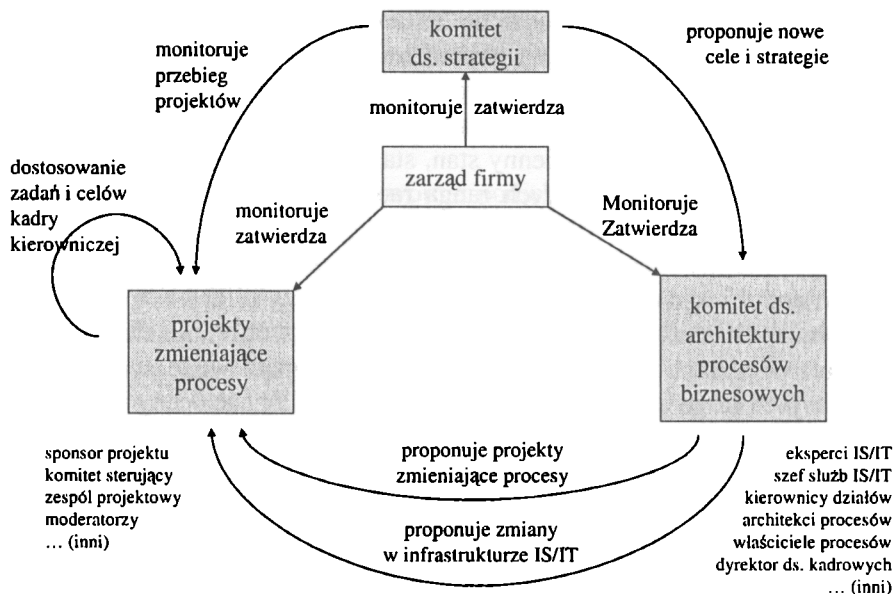 komitet
ds. strategii
monitoruje
przebieg
projektów
proponuje nowe
cele i strategie
monitoruje zatwierdza
zarząd firmy
dostosowanie
zadań i celów
kadry
kierowniczej
monitoruje
zatwierdza
Monitoruje
Zatwierdza
projekty
zmieniające
procesy
komitet ds.
architektury
procesów
biznesowych
sponsor projektu
komitet sterujący
zespól projektowy
moderatorzy
... (inni)
proponuje projekty
zmieniające procesy
proponuje zmiany
w infrastrukturze IS/IT
eksperci IS/IT
szef służb IS/IT
kierownicy działów
architekci procesów
właściciele procesów
dyrektor ds. kadrowych
... (inni)